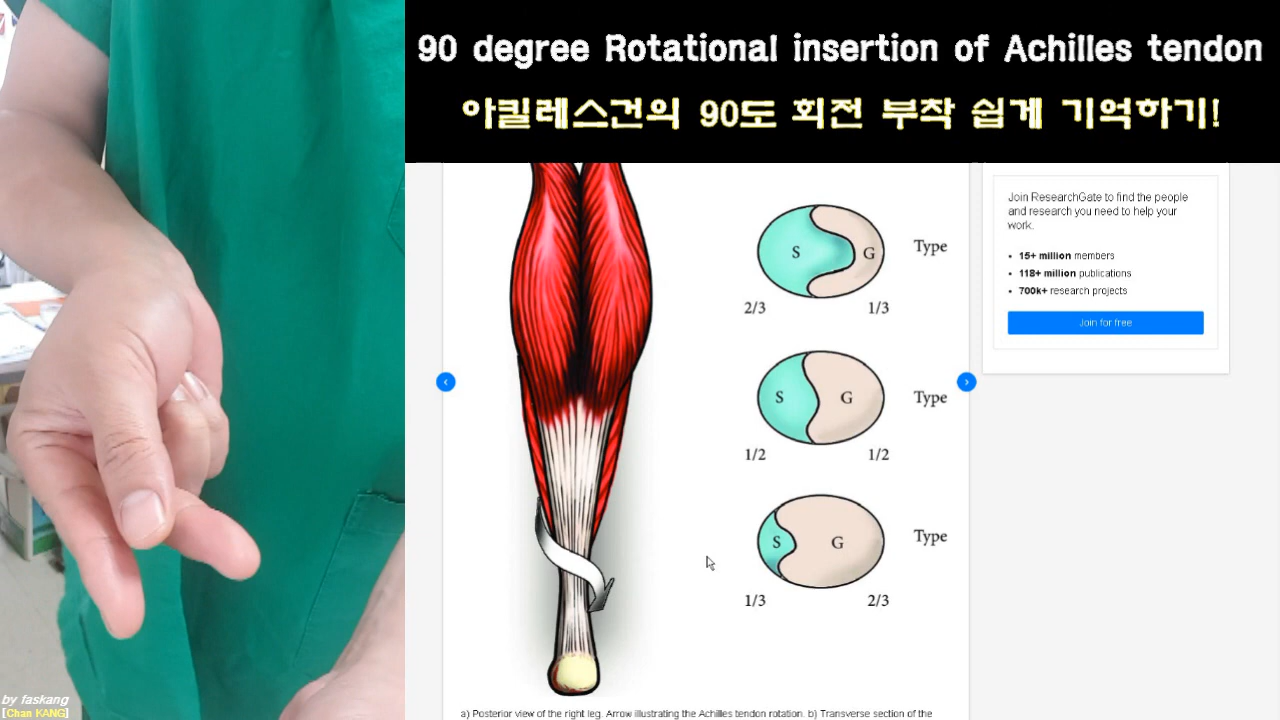 90 degree Rotational insertion of Achilles tendon
아킬레스건의 90도 회전 부착 쉽게 기억하기!
S
G
Type
2/3
1/3
S
G
Type
1/2
1/2
S
G
Type
1/3
2/3
a) Posterior view of the right leg. Arrow illustrating the Achilles tendon rotation. b) Transverse section of the
Join ResearchGate to find the people
and research you need to help your
work.
• 15+ million members
• 118+ million publications
• 700k+ research projects
Join for free
by faskang
[Chan KANG]